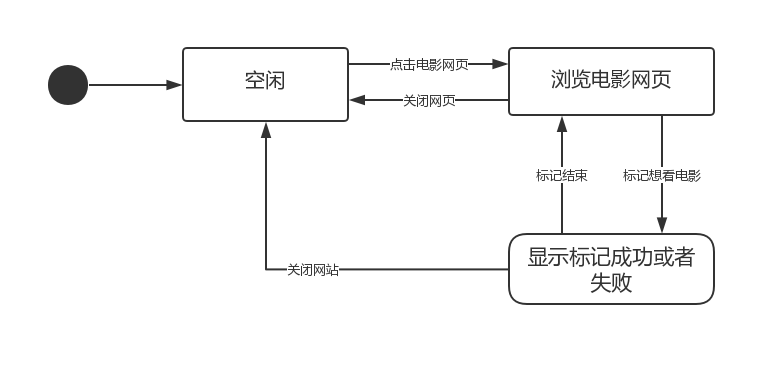 空闲
点击电影网页
浏览电影网页
关闭网页
标记结束
标记想看电影
显示标记成功或者
失败
关闭网站